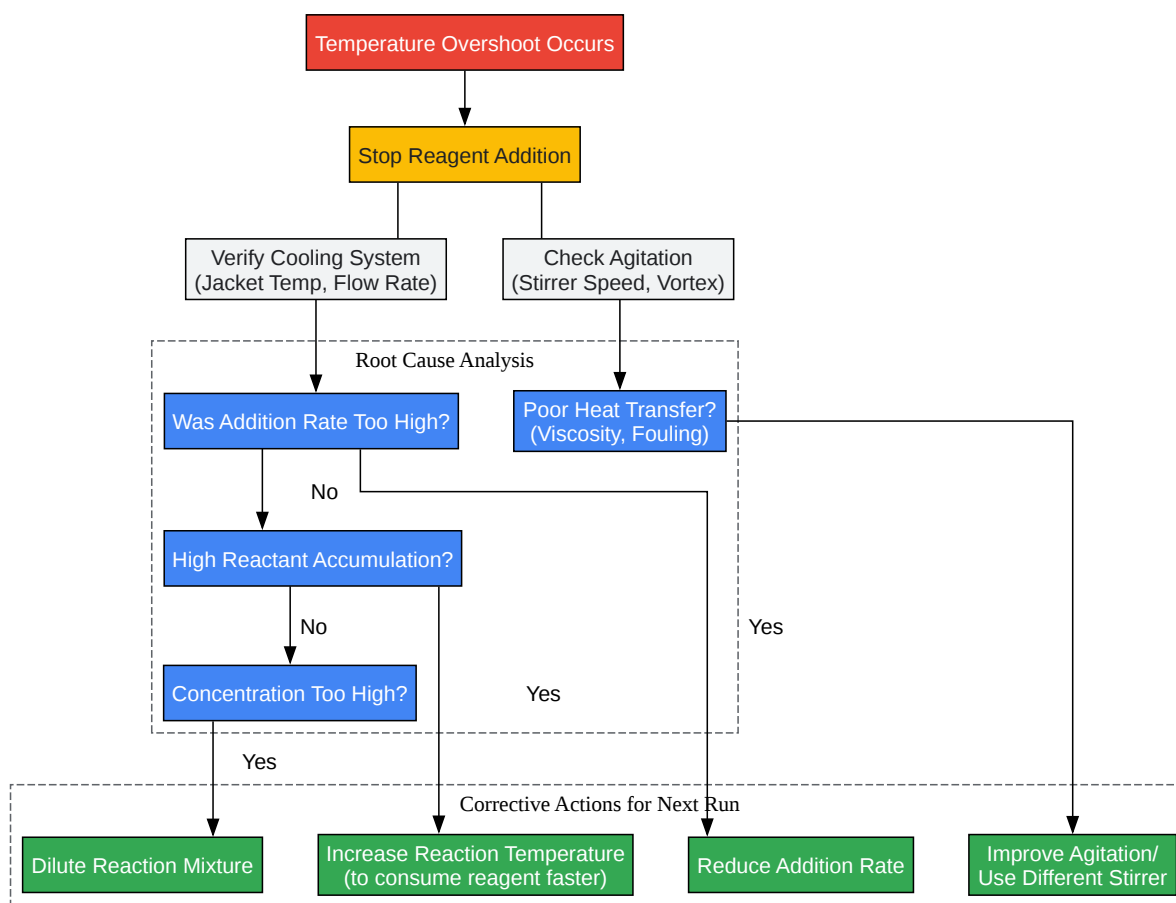 Temperature Overshoot Occurs
Stop Reagent Addition
Verify Cooling System
(Jacket Temp, Flow Rate)
Check Agitation
(Stirrer Speed, Vortex)
Root Cause Analysis
Was Addition Rate Too High?
Poor Heat Transfer?
(Viscosity, Fouling)
No
High Reactant Accumulation?
No
Yes
Concentration Too High?
Yes
Yes
Corrective Actions for Next Run
Dilute Reaction Mixture
Increase Reaction Temperature
(to consume reagent faster)
Reduce Addition Rate
Improve Agitation/
Use Different Stirrer